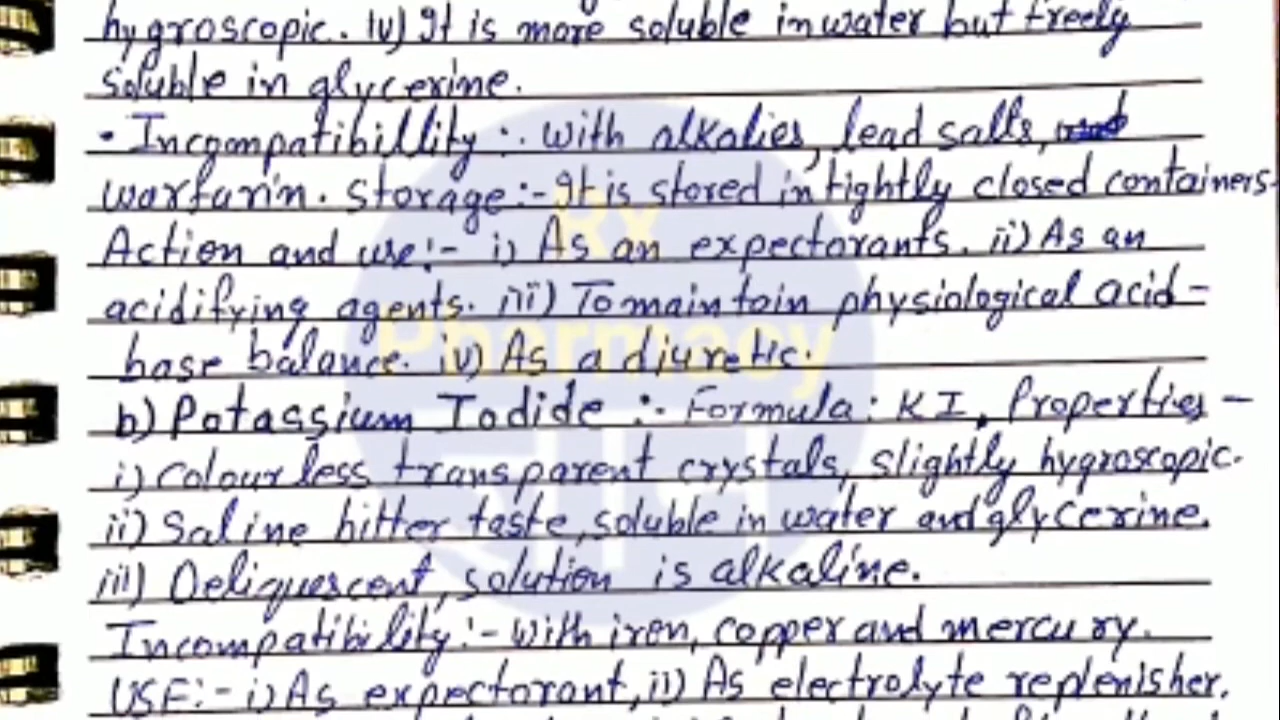 hygroscopic. iv) It is more soluble in water but freely
soluble in glycerine.
• Incompatibillity :. with alkalies, lead salts,
warfarin. Storage:- It is stored in tightly closed containers.
Action and use:- i) As an expectorants. ii) As an
acidifying agents. iii) To maintain physiological acid-
base balance. iv) As a diuretic.
b) Potassium Iodide :- Formula: KI, Properties -
i) Colourless transparent crystals, slightly hygroscopic.
ii) Saline bitter taste, soluble in water and glycerine.
iii) Deliquescent, solution is alkaline.
Incompatibility:- With iron, copper and mercury.
USE:- i) As expectorant, ii) As electrolyte replenisher.
Rx
Pharmacy